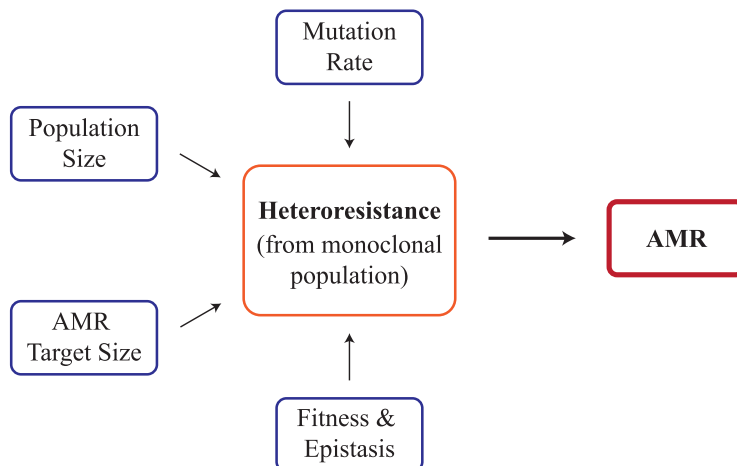 Mutation
Rate
Population
Size
Heteroresistance
(from monoclonal
population)
AMR
AMR
Target Size
Fitness &
Epistasis